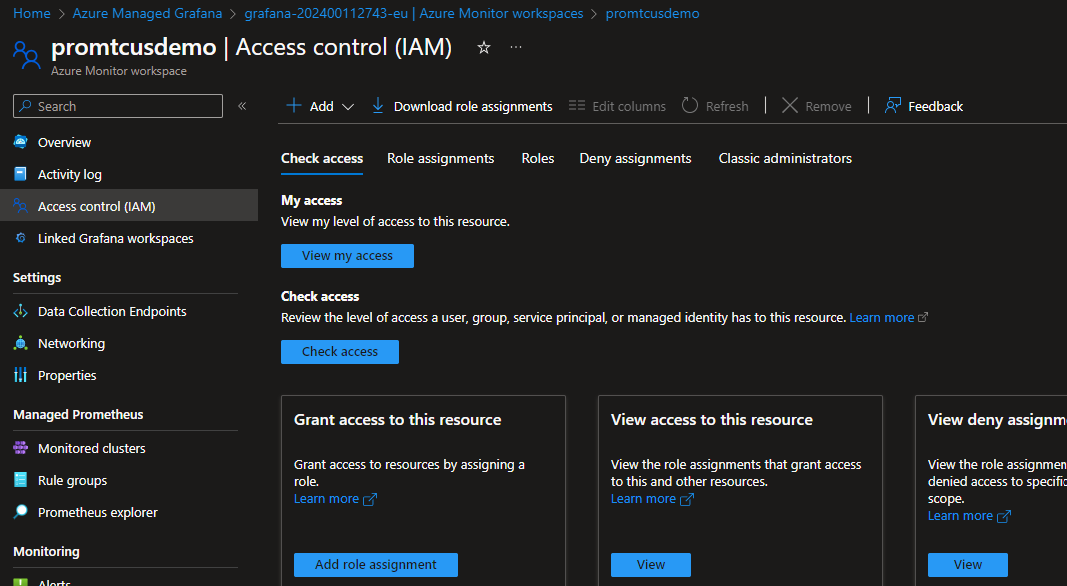 Home > Azure Managed Grafana > grafana-202400112743-eu | Azure Monitor workspaces > promtcusdemo
promtcusdemo | Access control (IAM)
Azure Monitor workspace
Search
Overview
Activity log
Access control (IAM)
Linked Grafana workspaces
Settings
Data Collection Endpoints
Networking
Properties
Managed Prometheus
Monitored clusters
Rule groups
Prometheus explorer
Monitoring
Alerts
Add Download role assignments Edit columns Refresh Remove Feedback
Check access Role assignments Roles Deny assignments Classic administrators
My access
View my level of access to this resource.
View my access
Check access
Review the level of access a user, group, service principal, or managed identity has to this resource. Learn more
Check access
Grant access to this resource
Grant access to resources by assigning a
role.
Learn more
Add role assignment
View access to this resource
View the role assignments that grant access
to this and other resources.
Learn more
View
View deny assignm
View the role assignmen
denied access to specific
scope.
Learn more
View